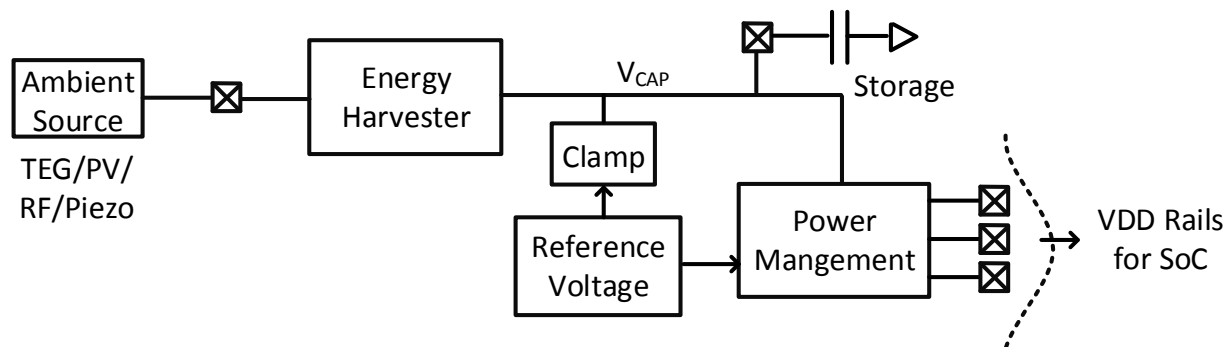 Ambient
Source
TEG/PV/
RF/Piezo
Energy
Harvester
VCAP
Storage
Clamp
Reference
Voltage
Power
Mangement
VDD Rails
for SoC